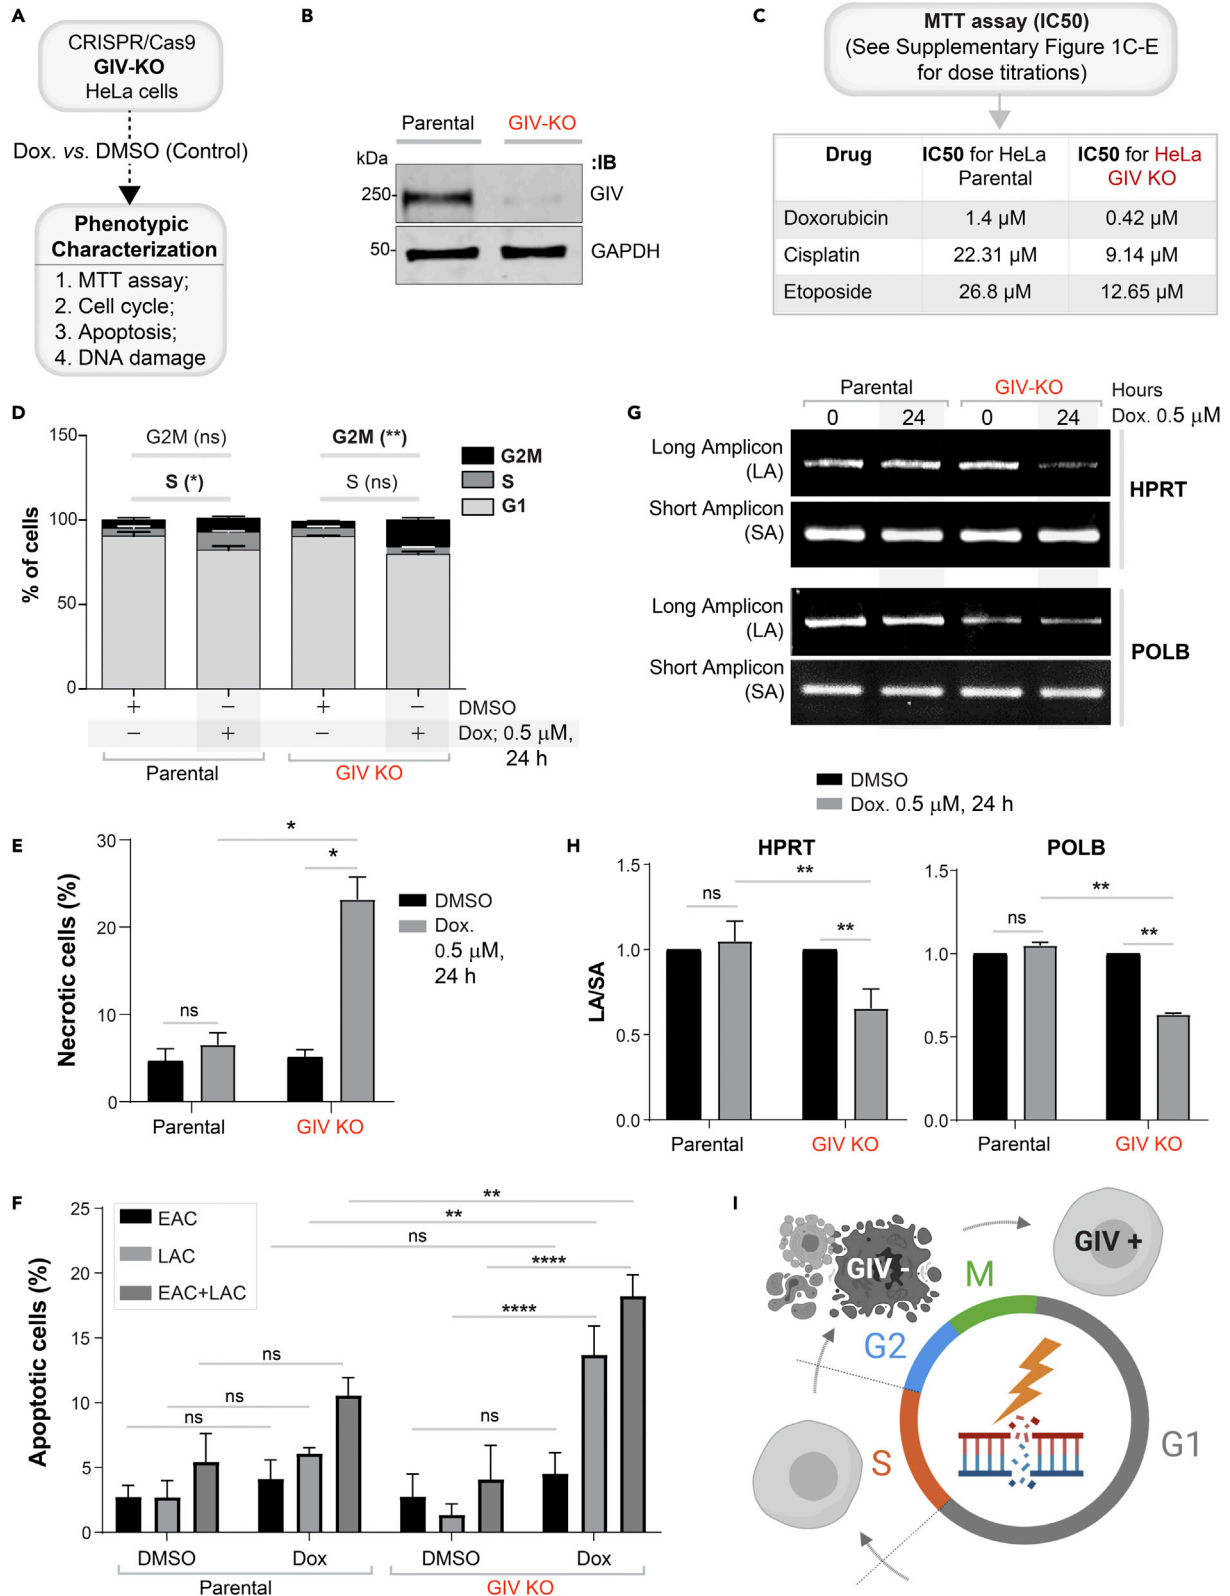 A
CRISPR/Cas9
GIV-KO
HeLa cells
Dox. vs. DMSO (Control)
Phenotypic
Characterization
1. MTT assay;
2. Cell cycle;
3. Apoptosis;
4. DNA damage
B
Parental GIV-KO
kDa :IB
250- GIV
50- GAPDH
C
MTT assay (IC50)
(See Supplementary Figure 1C-E
for dose titrations)
Drug IC50 for HeLa Parental IC50 for HeLa GIV KO
Doxorubicin 1.4 µM 0.42 µM
Cisplatin 22.31 µM 9.14 µM
Etoposide 26.8 µM 12.65 µM
D
% of cells
150
100
50
0
G2M (ns) G2M (**)
S (*) S (ns)
G2M
S
G1
+ − + − DMSO
− + − + Dox; 0.5 µM,
24 h
Parental GIV KO
G
Parental GIV-KO Hours
0 24 0 24 Dox. 0.5 µM
Long Amplicon
(LA)
Short Amplicon
(SA)
HPRT
Long Amplicon
(LA)
Short Amplicon
(SA)
POLB
E
Necrotic cells (%)
30
20
10
0
*
*
ns
DMSO
Dox.
0.5 µM,
24 h
Parental GIV KO
H
DMSO
Dox. 0.5 µM, 24 h
HPRT
LA/SA
1.5
1.0
0.5
0.0
**
ns
**
Parental GIV KO
POLB
1.5
1.0
0.5
0.0
**
ns
**
Parental GIV KO
F
Apoptotic cells (%)
25
20
15
10
5
0
EAC
LAC
EAC+LAC
**
**
ns
****
****
ns
ns
ns
ns
DMSO Dox DMSO Dox
Parental GIV KO
I
GIV -
GIV +
M
G2
S
G1